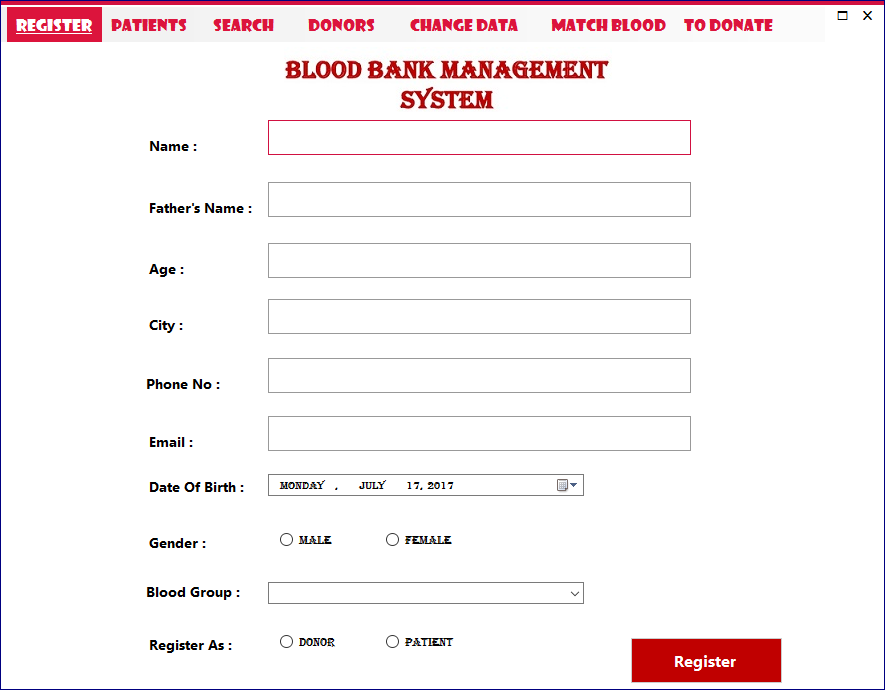 REGISTER PATIENTS SEARCH DONORS CHANGE DATA MATCH BLOOD TO DONATE
BLOOD BANK MANAGEMENT
SYSTEM
Name :
Father's Name :
Age :
City :
Phone No :
Email :
Date Of Birth : MONDAY , JULY 17, 2017
Gender : MALE FEMALE
Blood Group :
Register As : DONOR PATIENT
Register